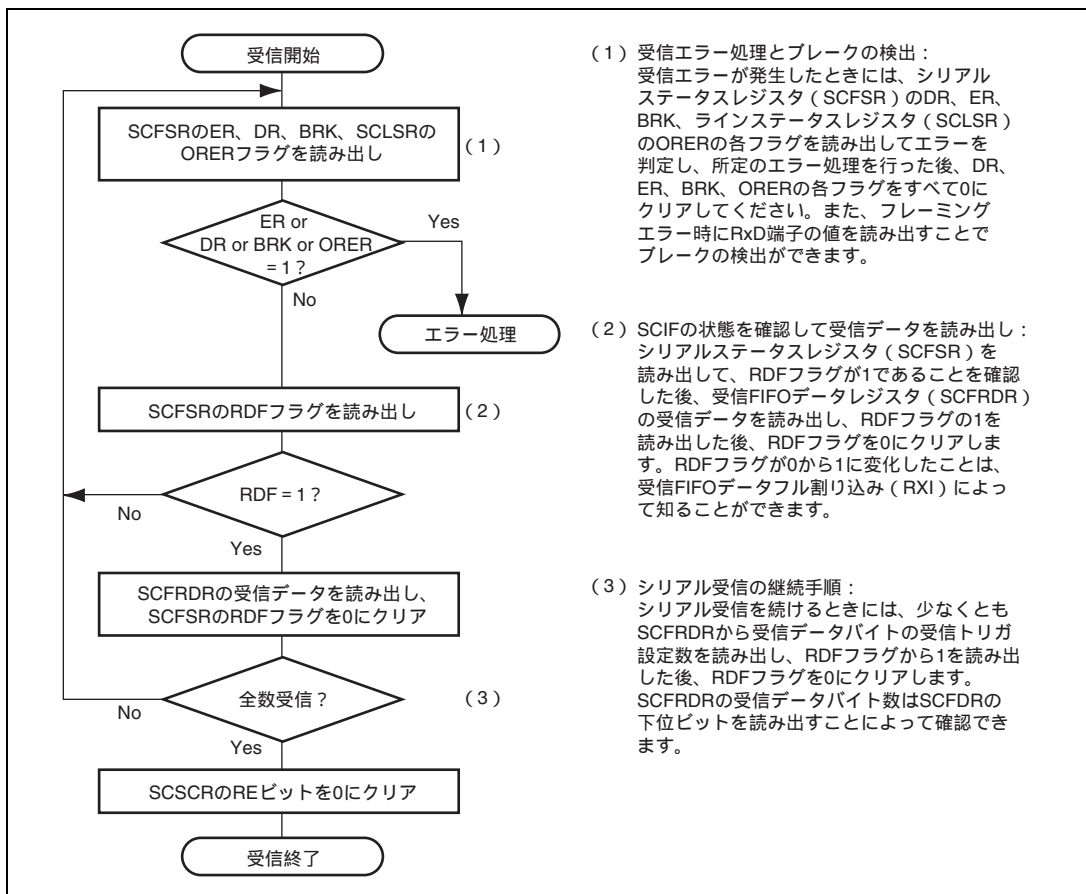 受信開始
SCFSRのER、DR、BRK、SCLSRの
ORERフラグを読み出し
(1)
ER or
DR or BRK or ORER
= 1 ?
Yes
No
エラー処理
SCFSRのRDFフラグを読み出し
(2)
RDF = 1 ?
No
Yes
SCFRDRの受信データを読み出し、
SCFSRのRDFフラグを0にクリア
全数受信 ?
(3)
No
Yes
SCSCRのREビットを0にクリア
受信終了
(1) 受信エラー処理とブレークの検出:
受信エラーが発生したときには、シリアル
ステータスレジスタ(SCFSR)のDR、ER、
BRK、ラインステータスレジスタ(SCLSR)
のORERの各フラグを読み出してエラーを
判定し、所定のエラー処理を行った後、DR、
ER、BRK、ORERの各フラグをすべて0に
クリアしてください。また、フレーミング
エラー時にRxD端子の値を読み出すことで
ブレークの検出ができます。
(2) SCIFの状態を確認して受信データを読み出し:
シリアルステータスレジスタ(SCFSR)を
読み出して、RDFフラグが1であることを確認
した後、受信FIFOデータレジスタ(SCFRDR)
の受信データを読み出し、RDFフラグの1を
読み出した後、RDFフラグを0にクリアしま
す。RDFフラグが0から1に変化したことは、
受信FIFOデータフル割り込み(RXI)によっ
て知ることができます。
(3) シリアル受信の継続手順:
シリアル受信を続けるときには、少なくとも
SCFRDRから受信データバイトの受信トリガ
設定数を読み出し、RDFフラグから1を読み出
した後、RDFフラグを0にクリアします。
SCFRDRの受信データバイト数はSCFDRの
下位ビットを読み出すことによって確認でき
ます。